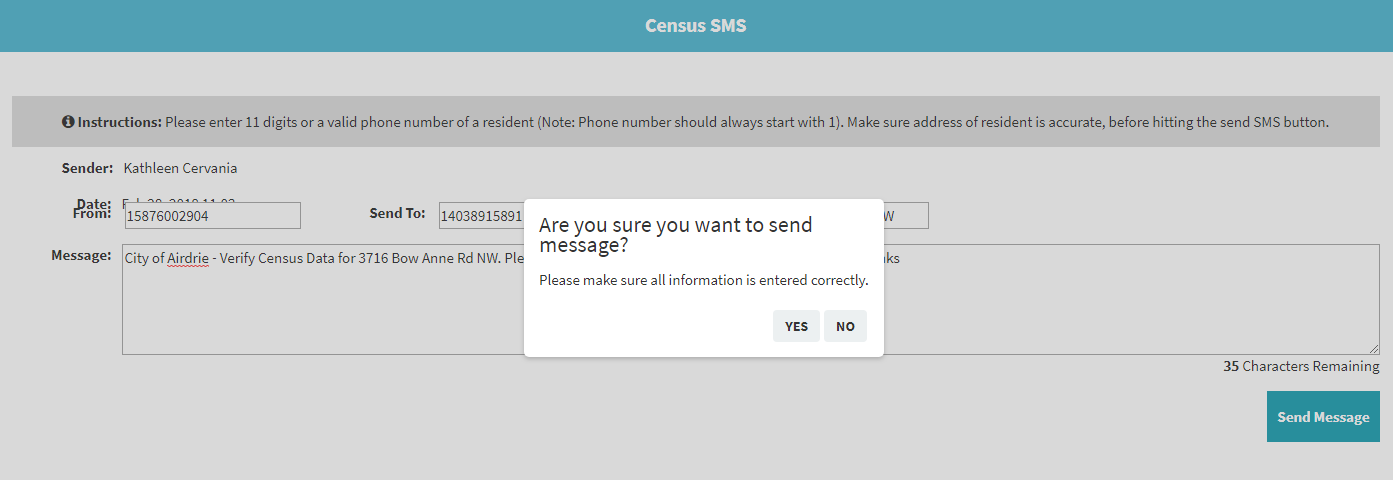 Census SMS
Instructions: Please enter 11 digits or a valid phone number of a resident (Note: Phone number should always start with 1). Make sure address of resident is accurate, before hitting the send SMS button.
Sender: Kathleen Cervania
Date:
From: 15876002904 Send To: 14038915891 W
Message: City of Airdrie - Verify Census Data for 3716 Bow Anne Rd NW. Ple nks
Are you sure you want to send
message?
Please make sure all information is entered correctly.
YES NO
35 Characters Remaining
Send Message